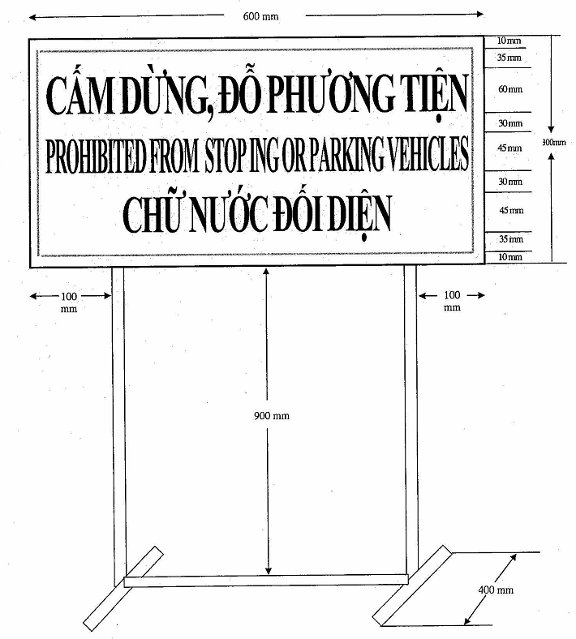 600 mm
CẤM DỪNG, ĐỖ PHƯƠNG TIỆN
PROHIBITED FROM STOP ING OR PARKING VEHICLES
CHỮ NƯỚC ĐỐI DIỆN
10 mm
35 mm
60 mm
30 mm
45 mm
30 mm
45 mm
35 mm
10 mm
300mm
100
mm
100
mm
900 mm
400 mm